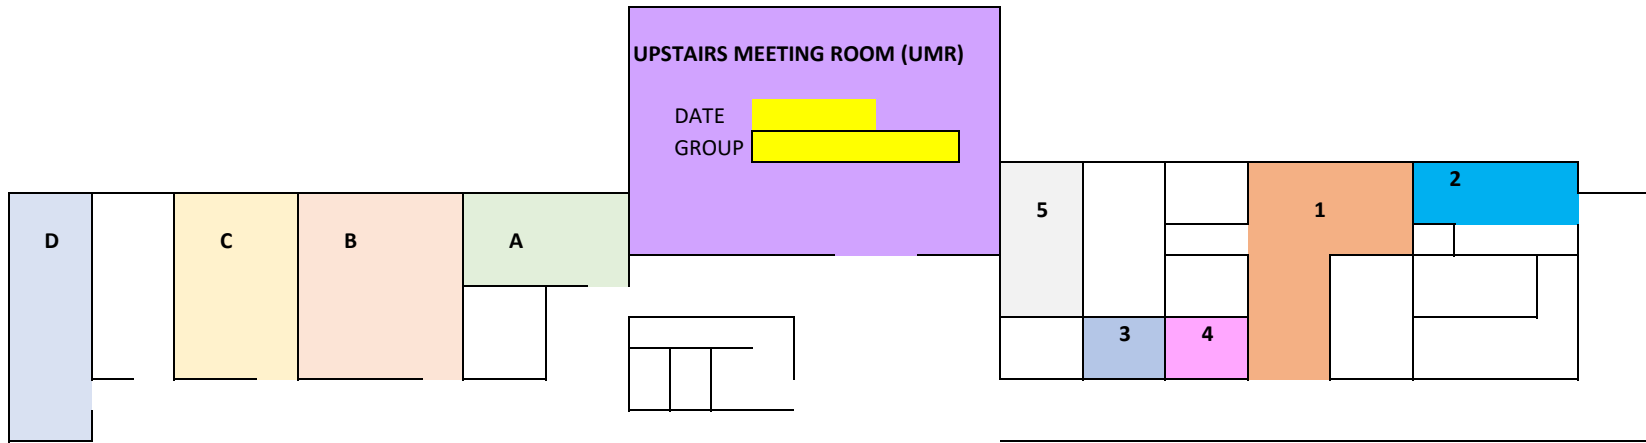 UPSTAIRS MEETING ROOM (UMR)
DATE
GROUP
2
5
1
D
C
B
A
3
4